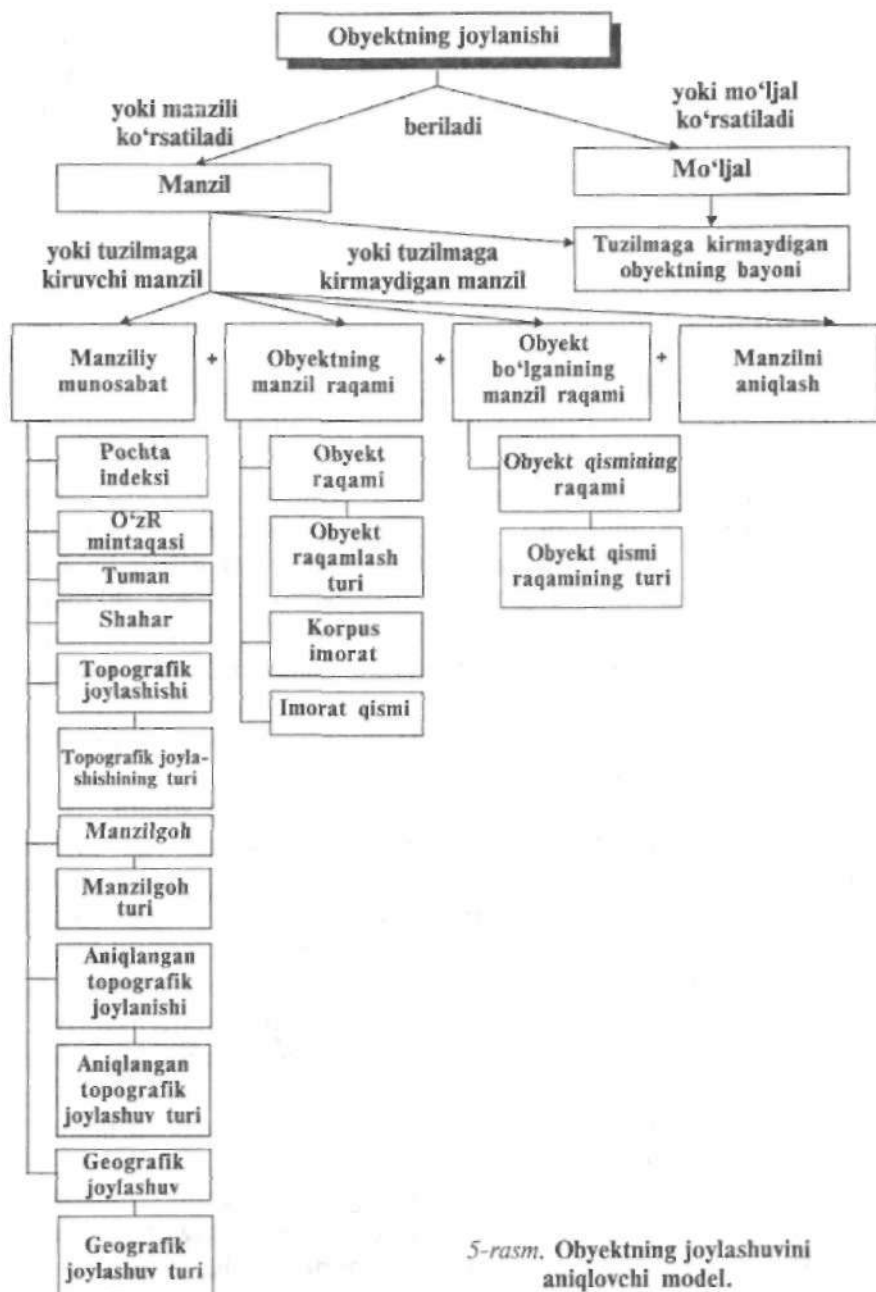 Obyektning joylanishi
yoki manzili
ko‘rsatiladi
beriladi
yoki mo‘ljal
ko‘rsatiladi
Manzil
Mo‘ljal
yoki tuzilmaga
kiruvchi manzil
yoki tuzilmaga
kirmaydigan manzil
Tuzilmaga kirmaydigan
obyektning bayoni
Manziliy
munosabat
+
Obyektning
manzil raqami
+
Obyekt
bo‘lganining
manzil raqami
+
Manzilni
aniqlash
Pochta
indeksi
O‘zR
mintaqasi
Tuman
Shahar
Topografik
joylashishi
Topografik joyla-
shishining turi
Manzilgoh
Manzilgoh
turi
Aniqlangan
topografik
joylanishi
Aniqlangan
topografik
joylashuv turi
Geografik
joylashuv
Geografik
joylashuv turi
Obyekt
raqami
Obyekt
raqamlash
turi
Korpus
imorat
Imorat qismi
Obyekt qismining
raqami
Obyekt qismi
raqamining turi
5-rasm. Obyektning joylashuvini
aniqlovchi model.